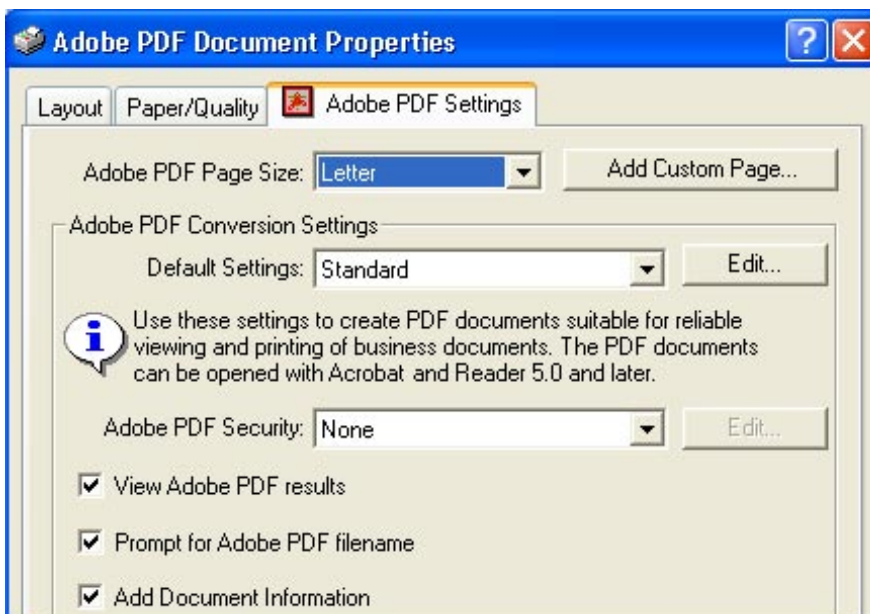 Adobe PDF Document Properties
Layout Paper/Quality Adobe PDF Settings
Adobe PDF Page Size: Letter Add Custom Page...
Adobe PDF Conversion Settings
Default Settings: Standard Edit...
Use these settings to create PDF documents suitable for reliable
viewing and printing of business documents. The PDF documents
can be opened with Acrobat and Reader 5.0 and later.
Adobe PDF Security: None Edit...
View Adobe PDF results
Prompt for Adobe PDF filename
Add Document Information